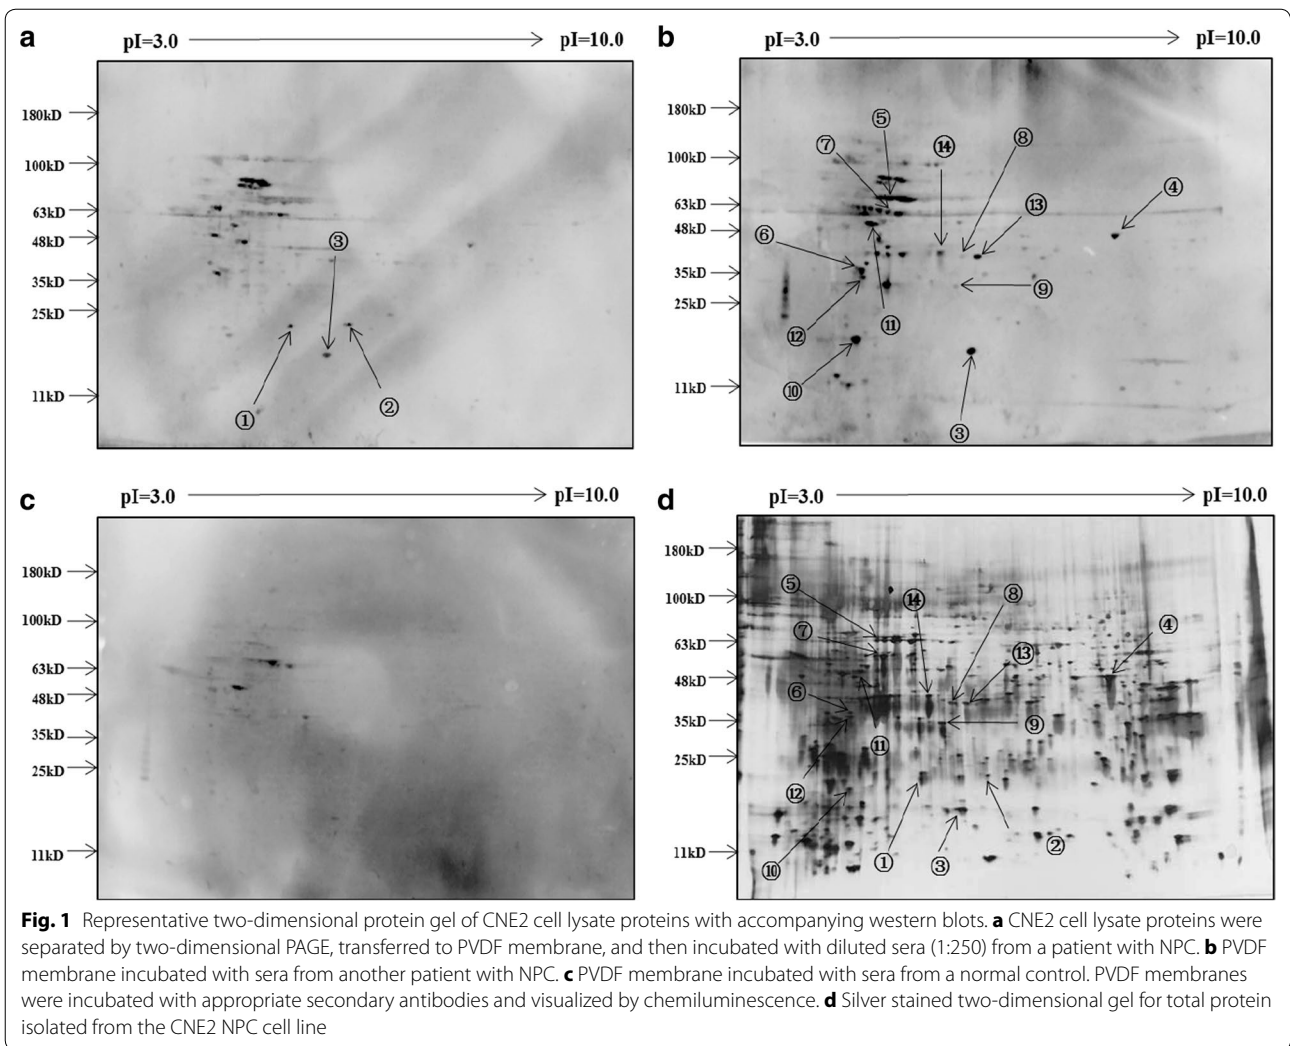 a
pI=3.0
pI=10.0
180kD
100kD
63kD
48kD
35kD
25kD
11kD
③
①
②
b
pI=3.0
pI=10.0
180kD
100kD
63kD
48kD
35kD
25kD
11kD
⑤
⑦
⑭
⑧
④
⑬
⑥
⑨
⑫
⑪
⑩
③
c
pI=3.0
pI=10.0
180kD
100kD
63kD
48kD
35kD
25kD
11kD
d
pI=3.0
pI=10.0
180kD
100kD
63kD
48kD
35kD
25kD
11kD
⑤
⑭
⑧
⑦
④
⑬
⑥
⑨
⑪
⑫
⑩
①
③
②
Fig. 1 Representative two-dimensional protein gel of CNE2 cell lysate proteins with accompanying western blots. a CNE2 cell lysate proteins were
separated by two-dimensional PAGE, transferred to PVDF membrane, and then incubated with diluted sera (1:250) from a patient with NPC. b PVDF
membrane incubated with sera from another patient with NPC. c PVDF membrane incubated with sera from a normal control. PVDF membranes
were incubated with appropriate secondary antibodies and visualized by chemiluminescence. d Silver stained two-dimensional gel for total protein
isolated from the CNE2 NPC cell line